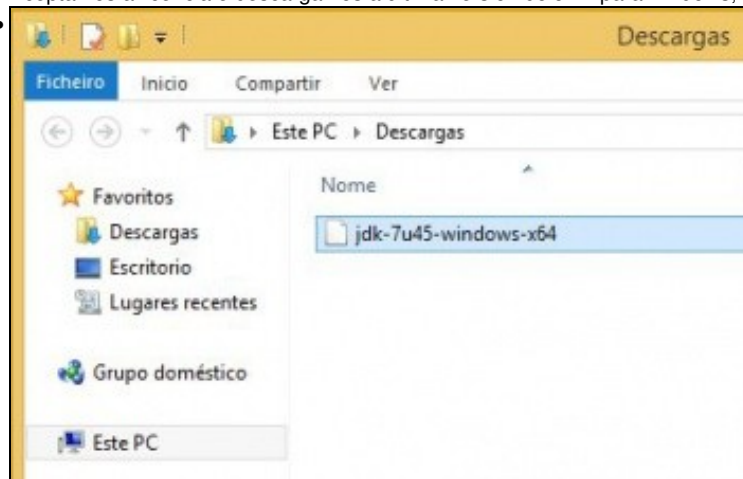 Descargas
Ficheiro Inicio Compartir Ver
Este PC Descargas
Favoritos
Descargas
Escritorio
Lugares recentes
Grupo doméstico
Este PC
Nome
jdk-7u45-windows-x64